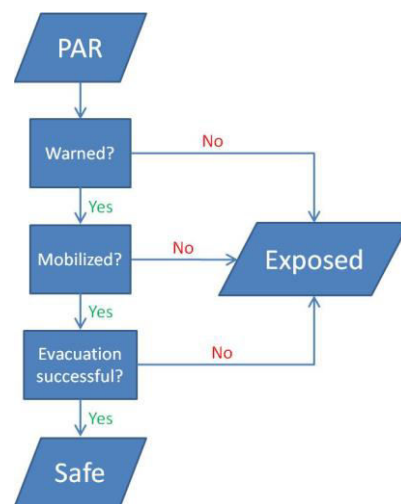 PAR
Warned?
No
Yes
Mobilized?
No
Exposed
Yes
Evacuation
successful?
No
Yes
Safe